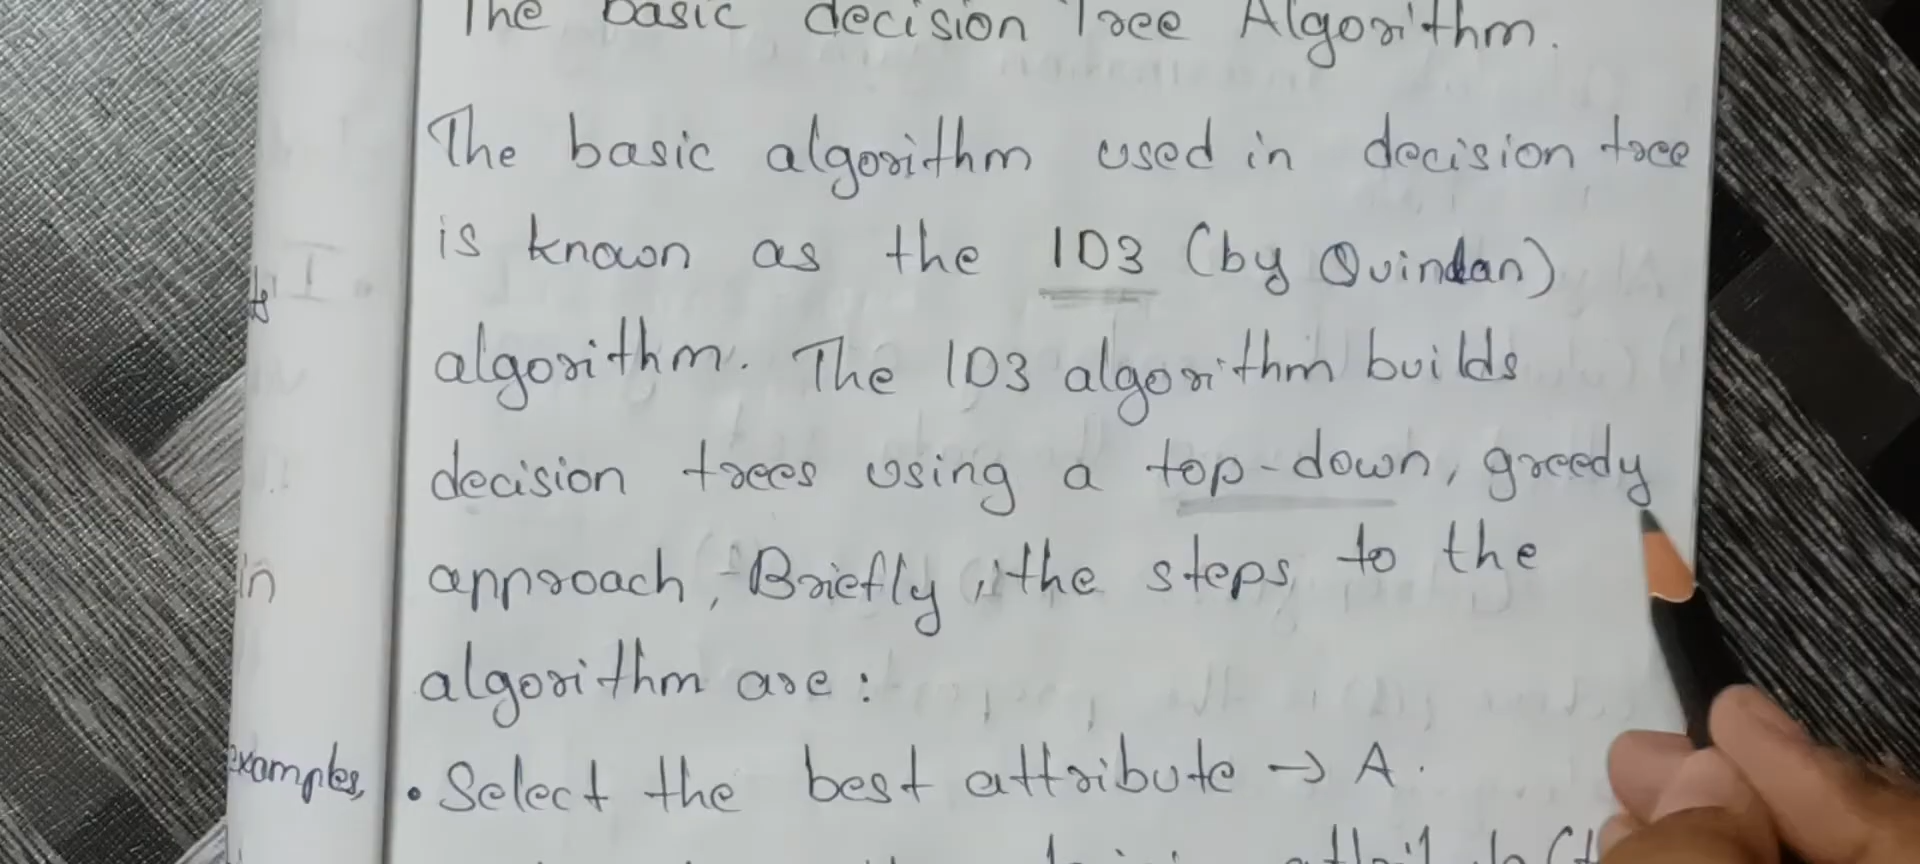 The basic decision Tree Algorithm.
The basic algorithm used in decision tree
is known as the ID3 (by Quindan)
algorithm. The ID3 algorithm builds
decision trees using a top-down, greedy
approach, Briefly, the steps to the
in
algorithm are:
examples,
• Select the best attribute → A.